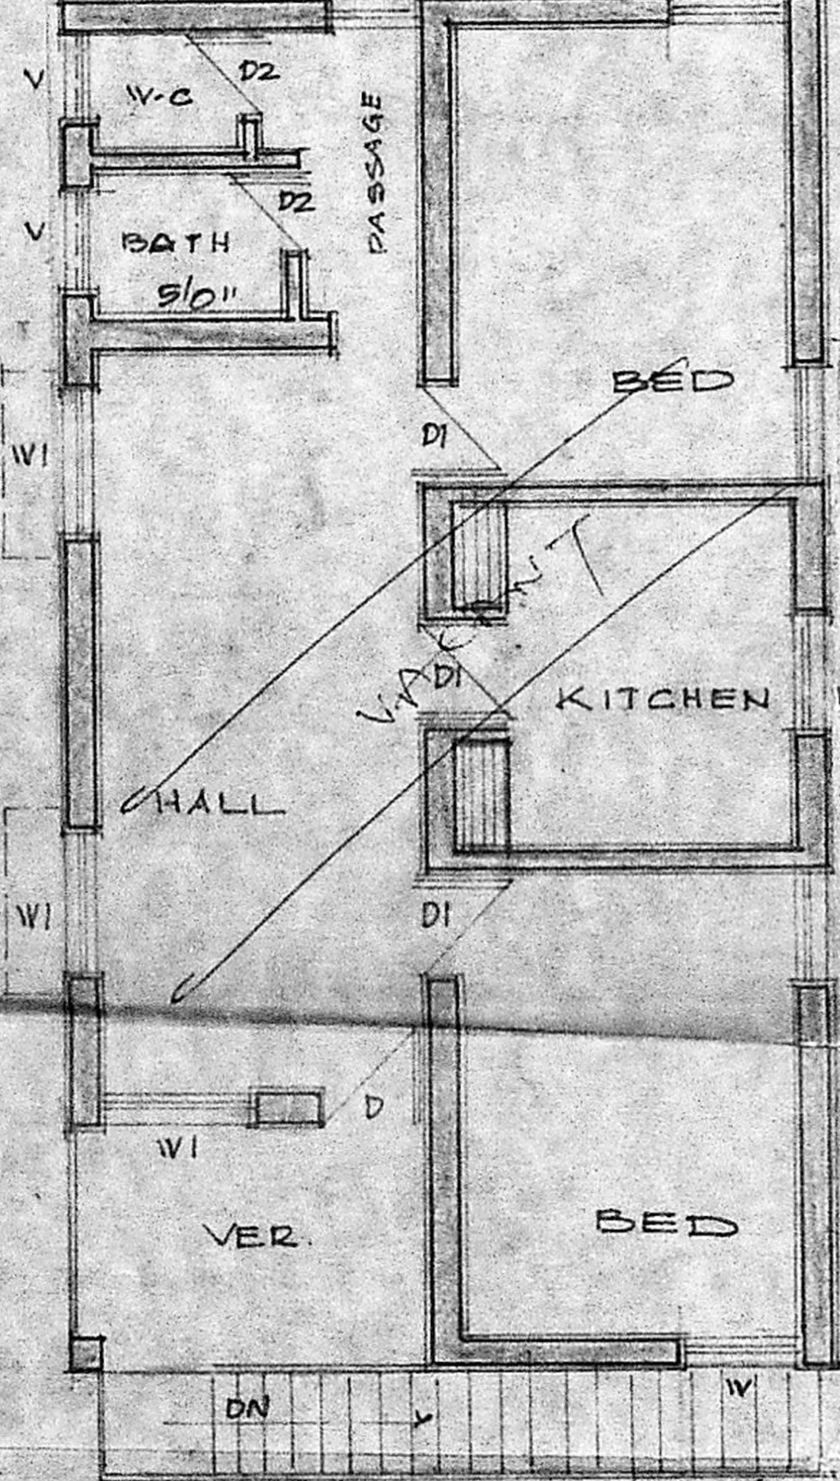 V
W.C
D2
PASSAGE
D2
V
BATH
5'0"
BED
D1
W1
VACANT
D1
KITCHEN
HALL
W1
D1
D
W1
VER.
BED
W
DN